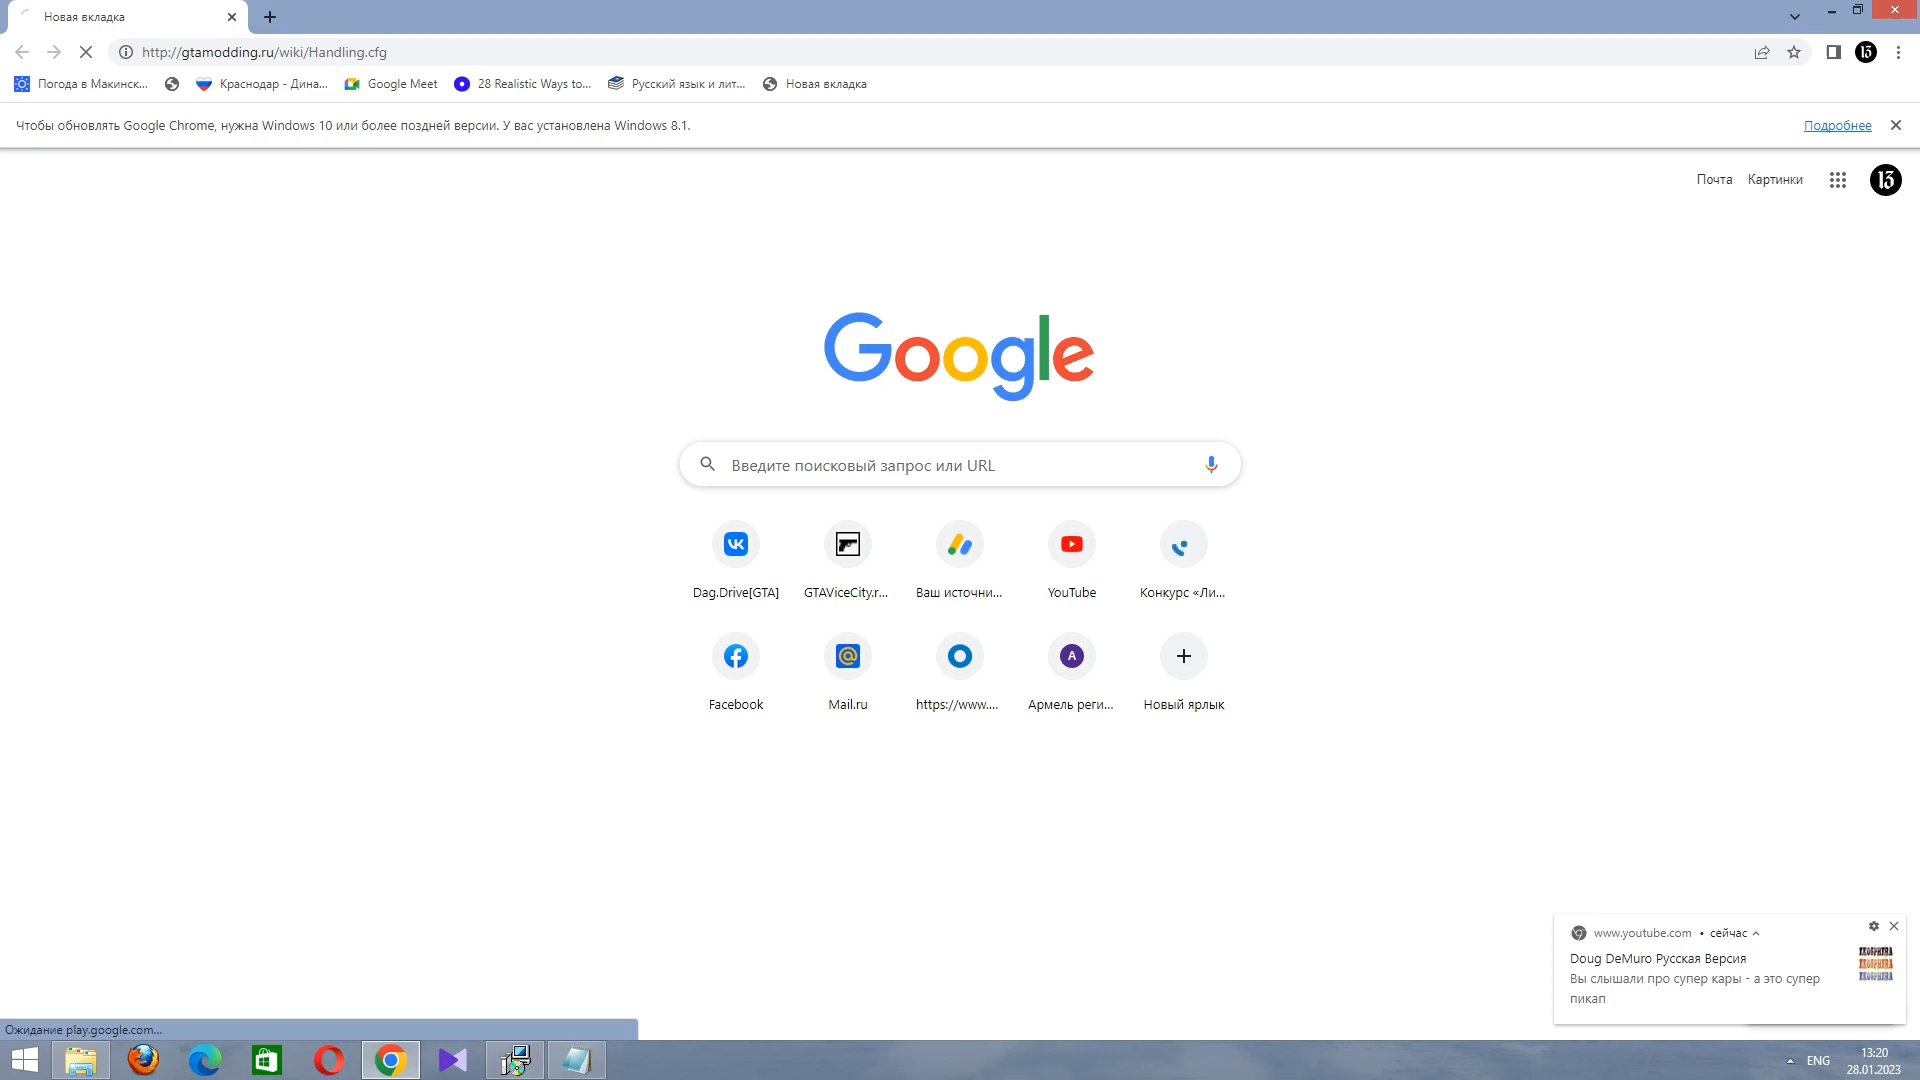 Новая вкладка
http://gtamodding.ru/wiki/Handling.cfg
13
Погода в Макинск...
Краснодар - Дина...
Google Meet
28 Realistic Ways to...
Русский язык и лит...
Новая вкладка
Чтобы обновлять Google Chrome, нужна Windows 10 или более поздней версии. У вас установлена Windows 8.1.
Подробнее
Почта
Картинки
13
Google
Введите поисковый запрос или URL
Dag.Drive[GTA]
GTAViceCity.r...
Ваш источни...
YouTube
Конкурс «Ли...
A
Facebook
Mail.ru
https://www....
Армель реги...
Новый ярлык
www.youtube.com • сейчас
Doug DeMuro Русская Версия
Вы слышали про супер кары - а это супер
пикап
Ожидание play.google.com...
ENG
13:20
28.01.2023